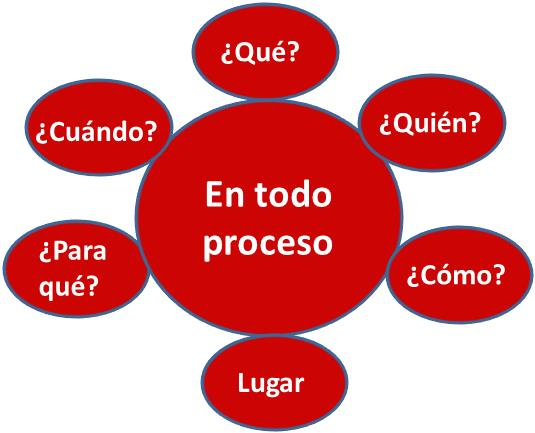 ¿Qué?
¿Quién?
¿Cuándo?
En todo
proceso
¿Para
qué?
¿Cómo?
Lugar